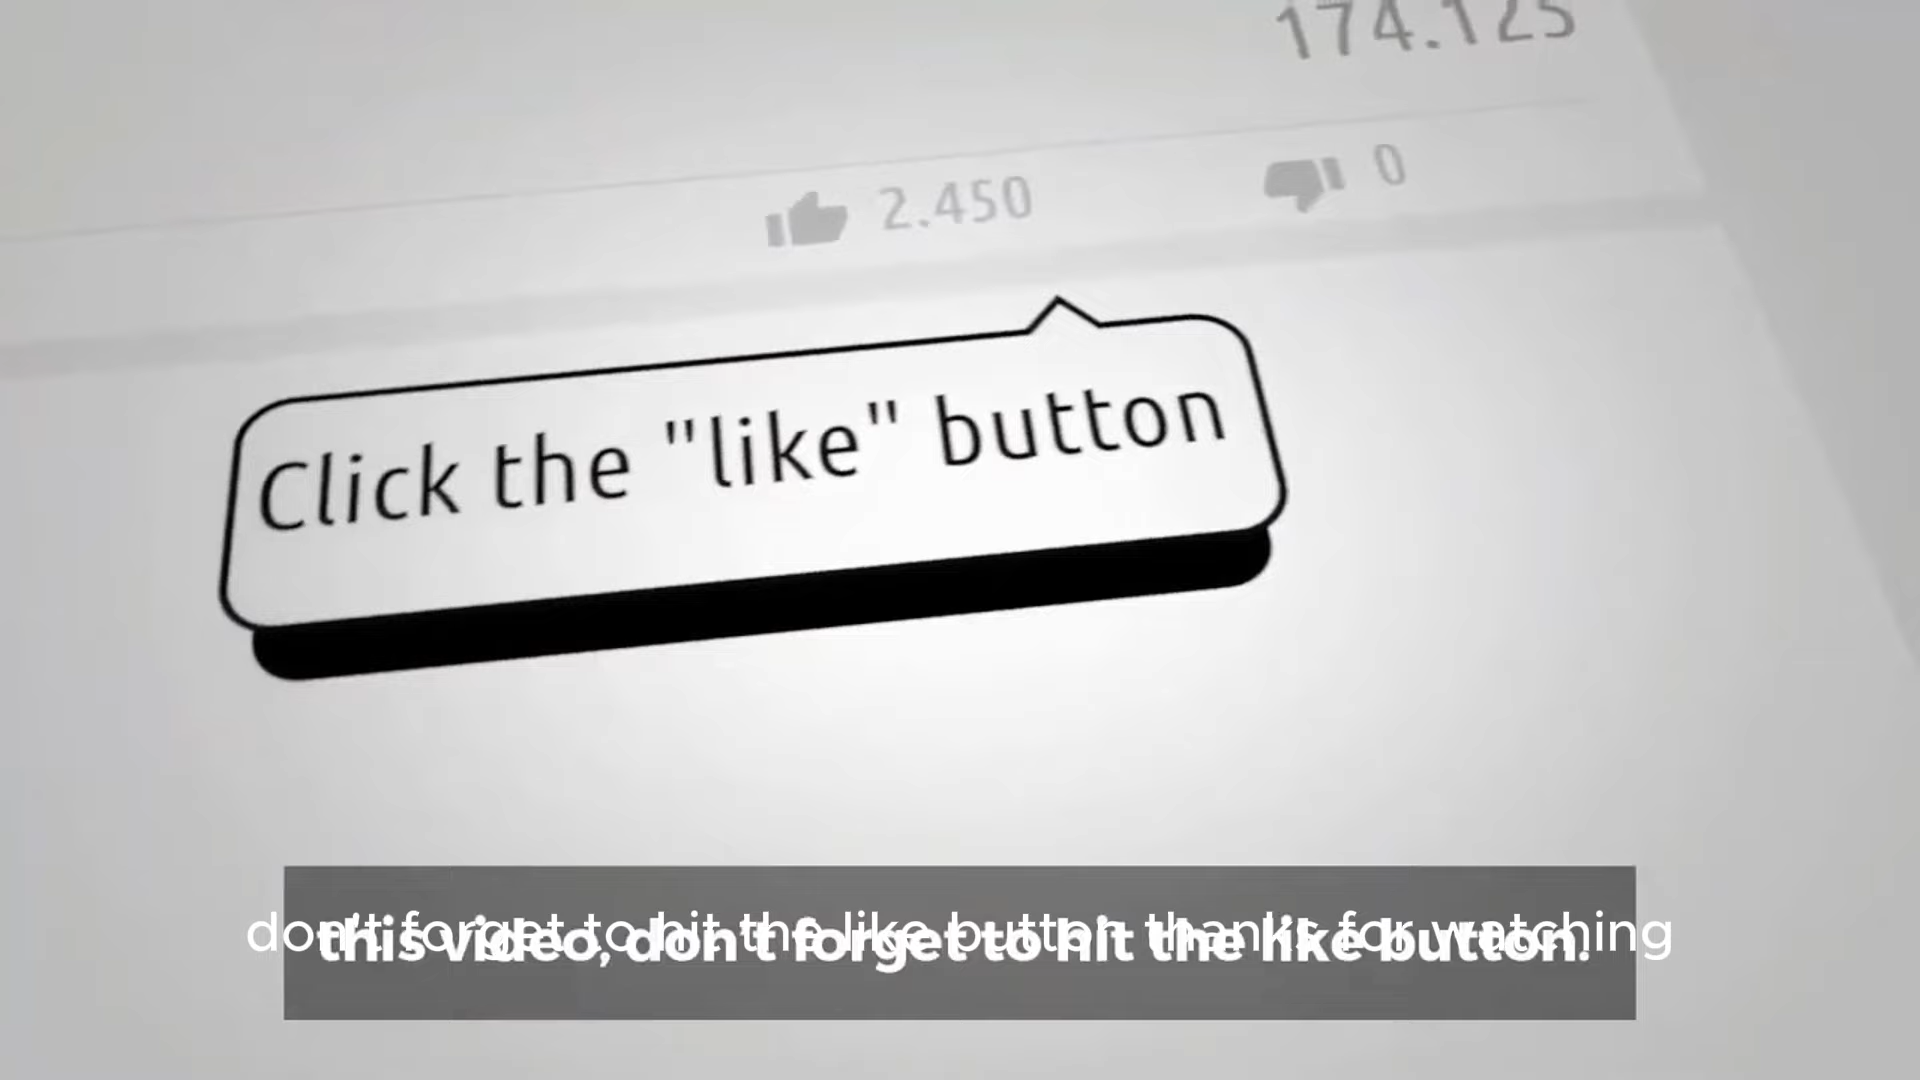 174.125
2.450
0
Click the "like" button
don't forget to hit the like button thanks for watching
this video, don't forget to hit the like button.